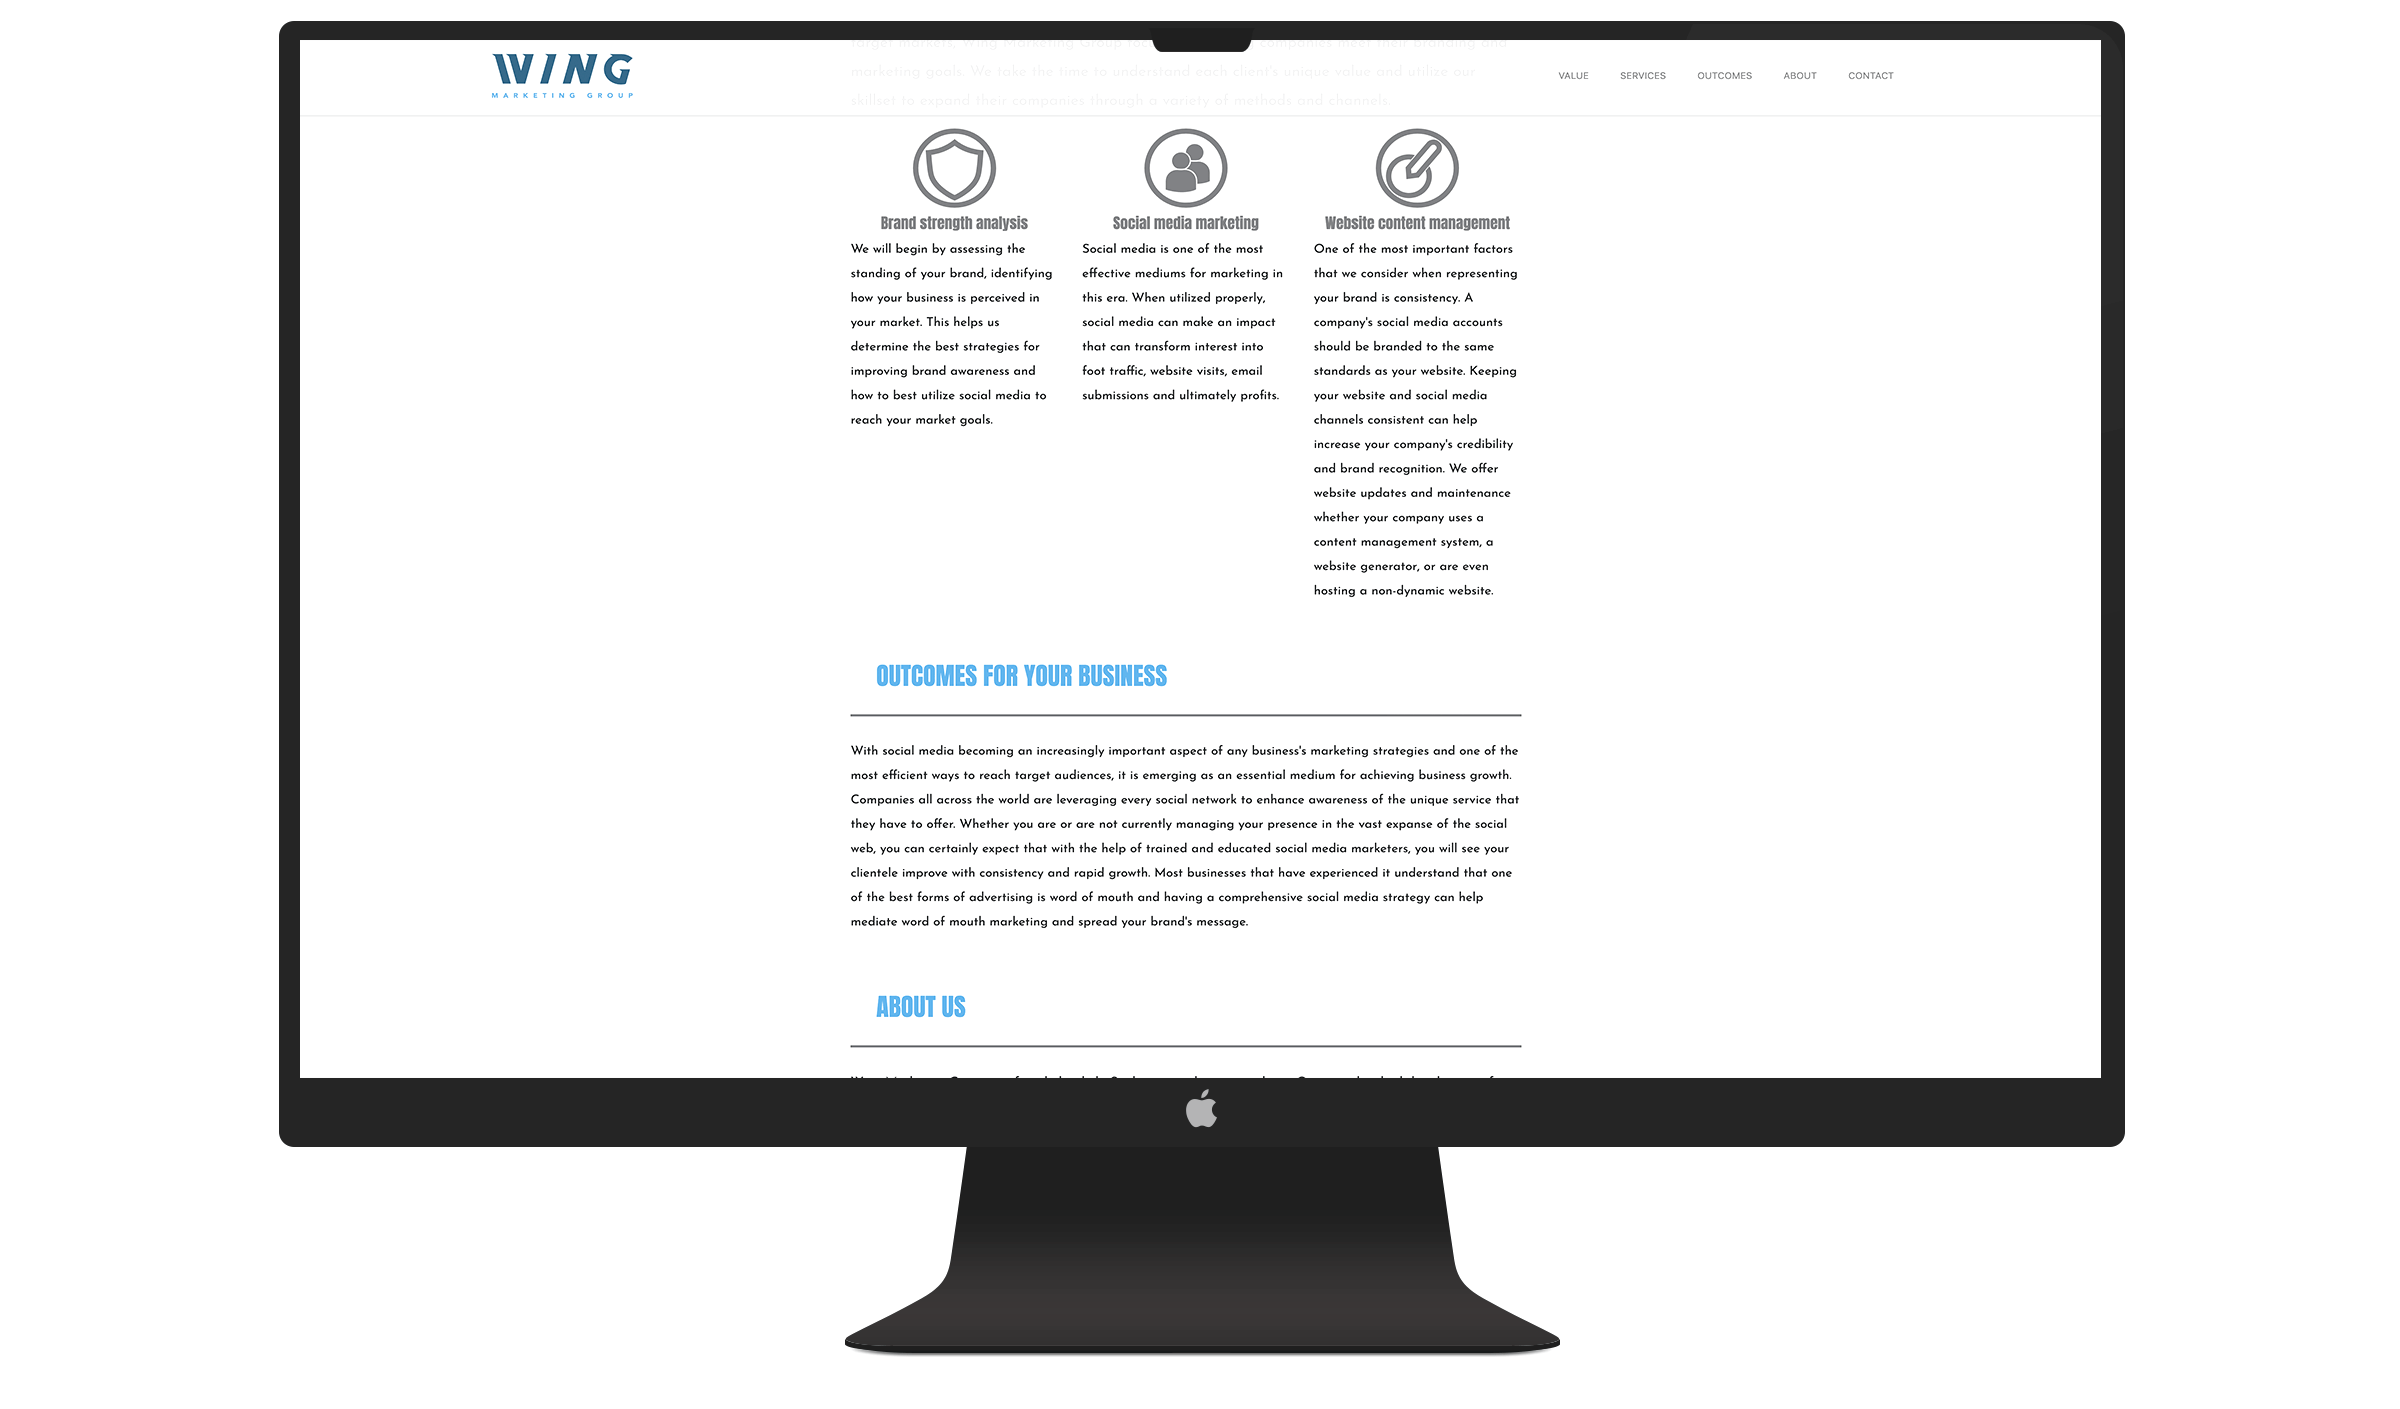 WING
MARKETING GROUP
target markets, Wing Marketing Group companies meet their branding and
marketing goals. We take the time to understand each client's unique value and utilize our
skillset to expand their companies through a variety of methods and channels.
VALUE SERVICES OUTCOMES ABOUT CONTACT
Brand strength analysis
We will begin by assessing the
standing of your brand, identifying
how your business is perceived in
your market. This helps us
determine the best strategies for
improving brand awareness and
how to best utilize social media to
reach your market goals.
Social media marketing
Social media is one of the most
effective mediums for marketing in
this era. When utilized properly,
social media can make an impact
that can transform interest into
foot traffic, website visits, email
submissions and ultimately profits.
Website content management
One of the most important factors
that we consider when representing
your brand is consistency. A
company's social media accounts
should be branded to the same
standards as your website. Keeping
your website and social media
channels consistent can help
increase your company's credibility
and brand recognition. We offer
website updates and maintenance
whether your company uses a
content management system, a
website generator, or are even
hosting a non-dynamic website.
OUTCOMES FOR YOUR BUSINESS
With social media becoming an increasingly important aspect of any business's marketing strategies and one of the
most efficient ways to reach target audiences, it is emerging as an essential medium for achieving business growth.
Companies all across the world are leveraging every social network to enhance awareness of the unique service that
they have to offer. Whether you are or are not currently managing your presence in the vast expanse of the social
web, you can certainly expect that with the help of trained and educated social media marketers, you will see your
clientele improve with consistency and rapid growth. Most businesses that have experienced it understand that one
of the best forms of advertising is word of mouth and having a comprehensive social media strategy can help
mediate word of mouth marketing and spread your brand's message.
ABOUT US